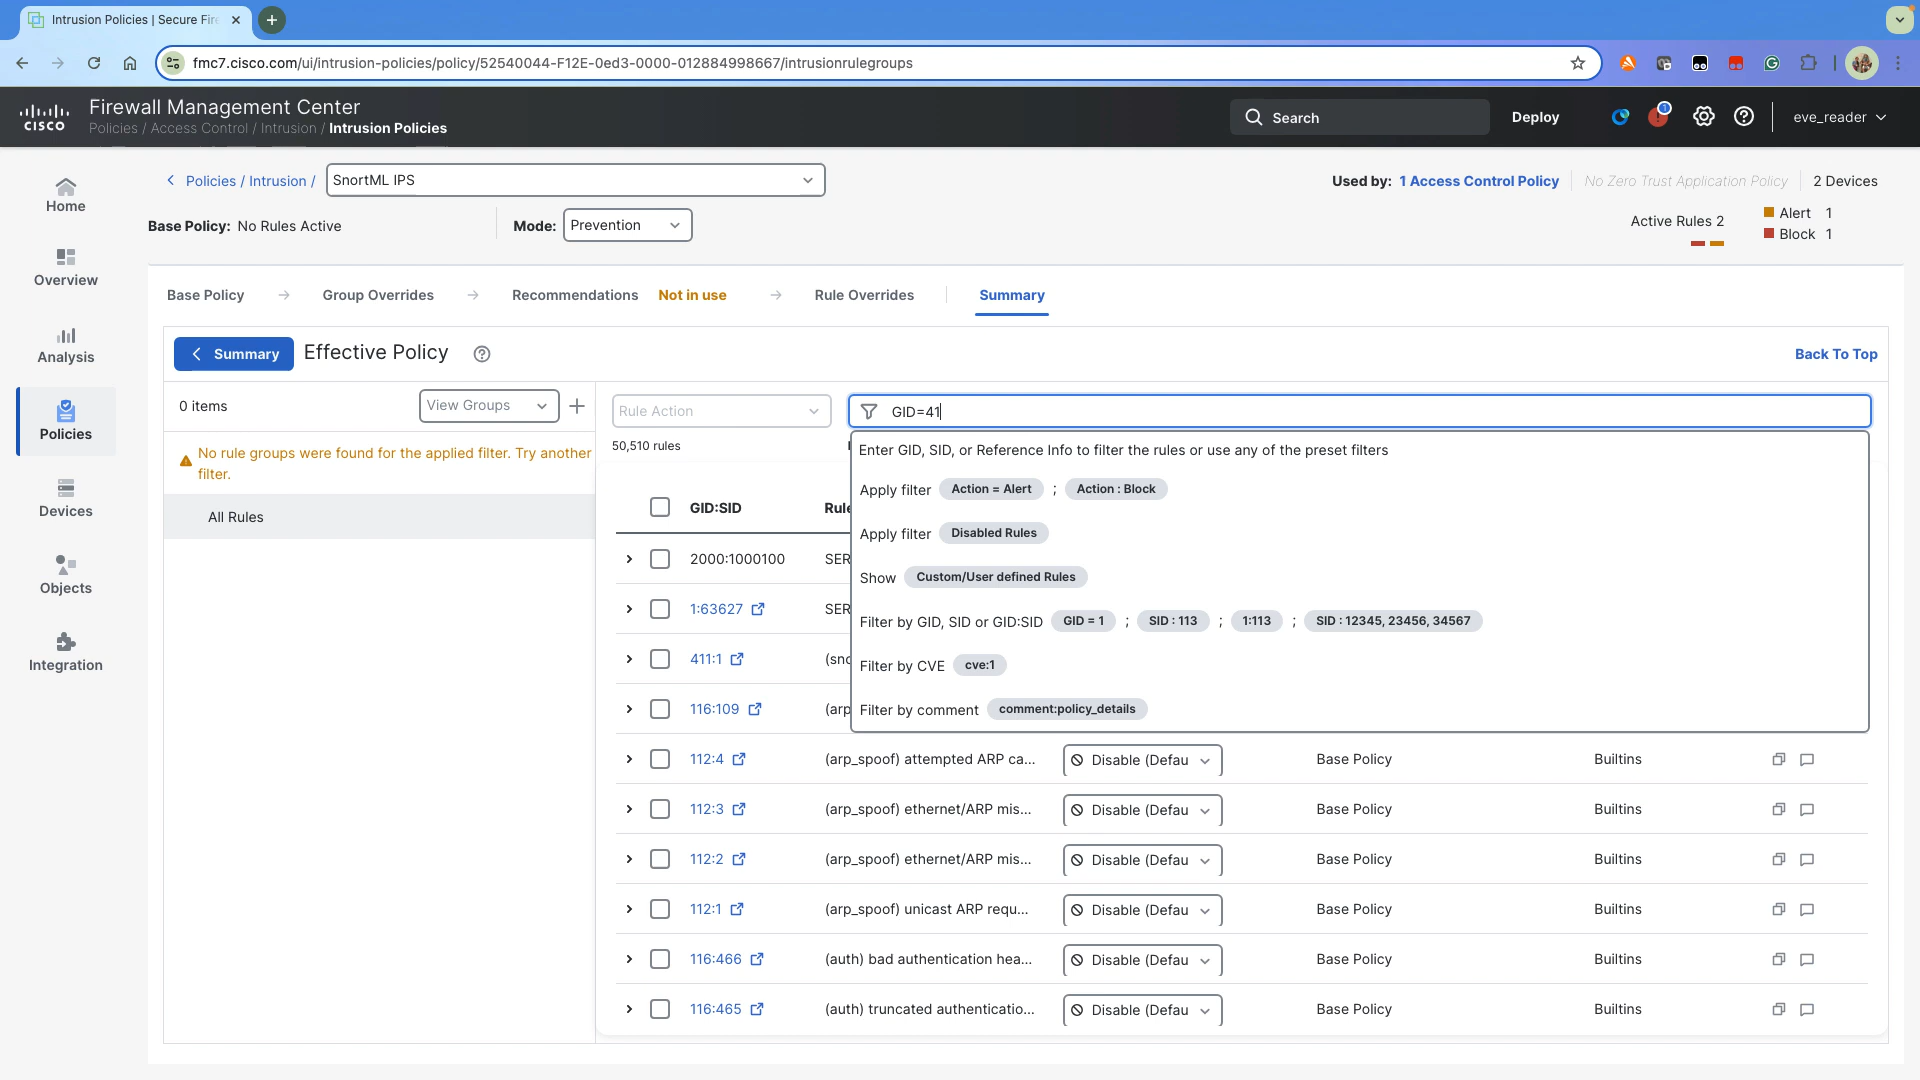 Intrusion Policies | Secure Fire
fmc7.cisco.com/ui/intrusion-policies/policy/52540044-F12E-0ed3-0000-012884998667/intrusionrulegroups
CISCO
Firewall Management Center
Policies / Access Control / Intrusion / Intrusion Policies
Search
Deploy
1
eve_reader
Home
Overview
Analysis
Policies
Devices
Objects
Integration
Policies / Intrusion /
SnortML IPS
Used by: 1 Access Control Policy
No Zero Trust Application Policy
2 Devices
Base Policy: No Rules Active
Mode: Prevention
Active Rules 2
Alert 1
Block 1
Base Policy
Group Overrides
Recommendations Not in use
Rule Overrides
Summary
Summary
Effective Policy
Back To Top
0 items
View Groups
No rule groups were found for the applied filter. Try another filter.
All Rules
Rule Action
GID=41
50,510 rules
Enter GID, SID, or Reference Info to filter the rules or use any of the preset filters
Apply filter Action = Alert ; Action : Block
Apply filter Disabled Rules
Show Custom/User defined Rules
Filter by GID, SID or GID:SID GID = 1 ; SID : 113 ; 1:113 ; SID : 12345, 23456, 34567
Filter by CVE cve:1
Filter by comment comment:policy_details
GID:SID Rule
2000:1000100 SER
1:63627 SER
411:1 (sno
116:109 (arp
112:4 (arp_spoof) attempted ARP ca... Disable (Defau Base Policy Builtins
112:3 (arp_spoof) ethernet/ARP mis... Disable (Defau Base Policy Builtins
112:2 (arp_spoof) ethernet/ARP mis... Disable (Defau Base Policy Builtins
112:1 (arp_spoof) unicast ARP requ... Disable (Defau Base Policy Builtins
116:466 (auth) bad authentication hea... Disable (Defau Base Policy Builtins
116:465 (auth) truncated authenticatio... Disable (Defau Base Policy Builtins